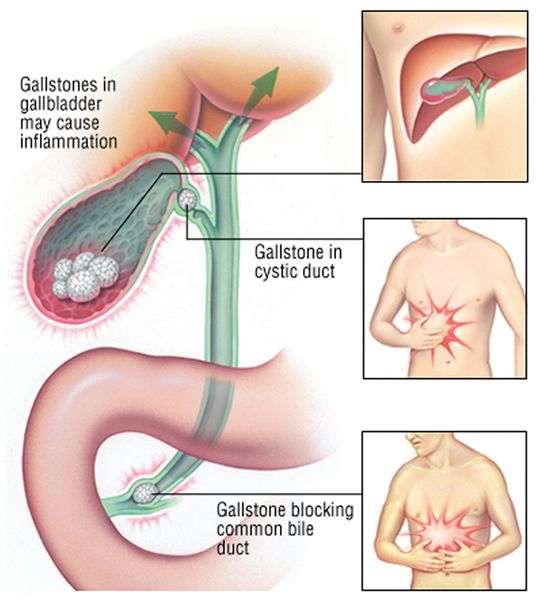 Gallstones in
gallbladder
may cause
inflammation
Gallstone in
cystic duct
Gallstone blocking
common bile
duct